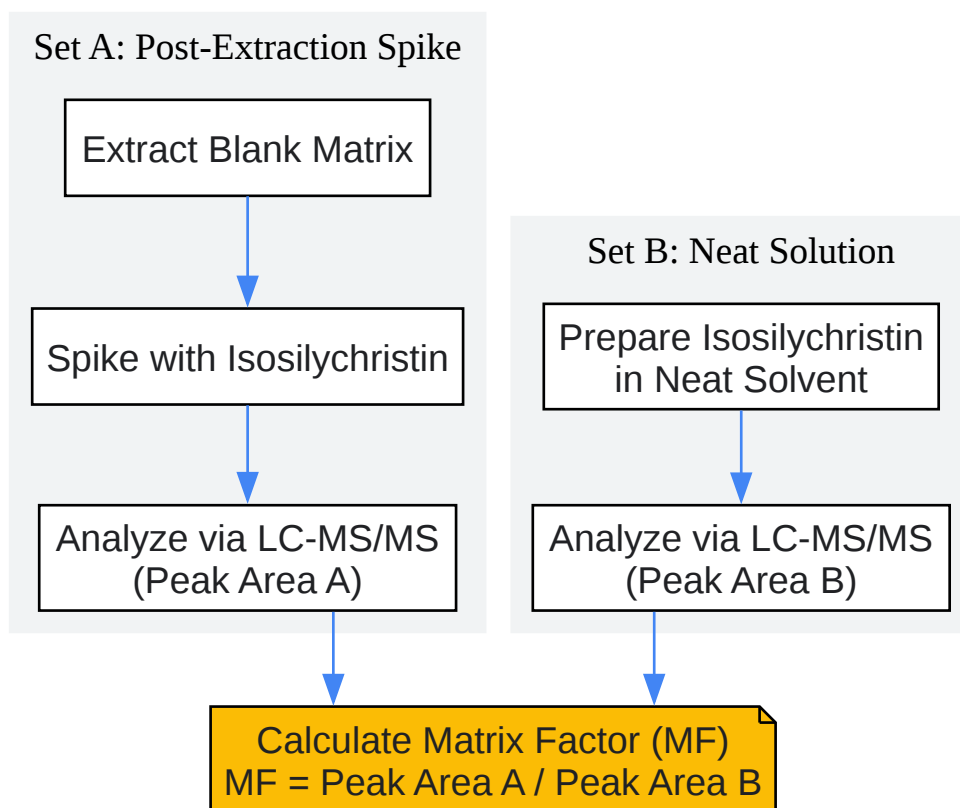 Set A: Post-Extraction Spike
Extract Blank Matrix
Spike with Isosilychristin
Analyze via LC-MS/MS
(Peak Area A)
Set B: Neat Solution
Prepare Isosilychristin
in Neat Solvent
Analyze via LC-MS/MS
(Peak Area B)
Calculate Matrix Factor (MF)
MF = Peak Area A / Peak Area B